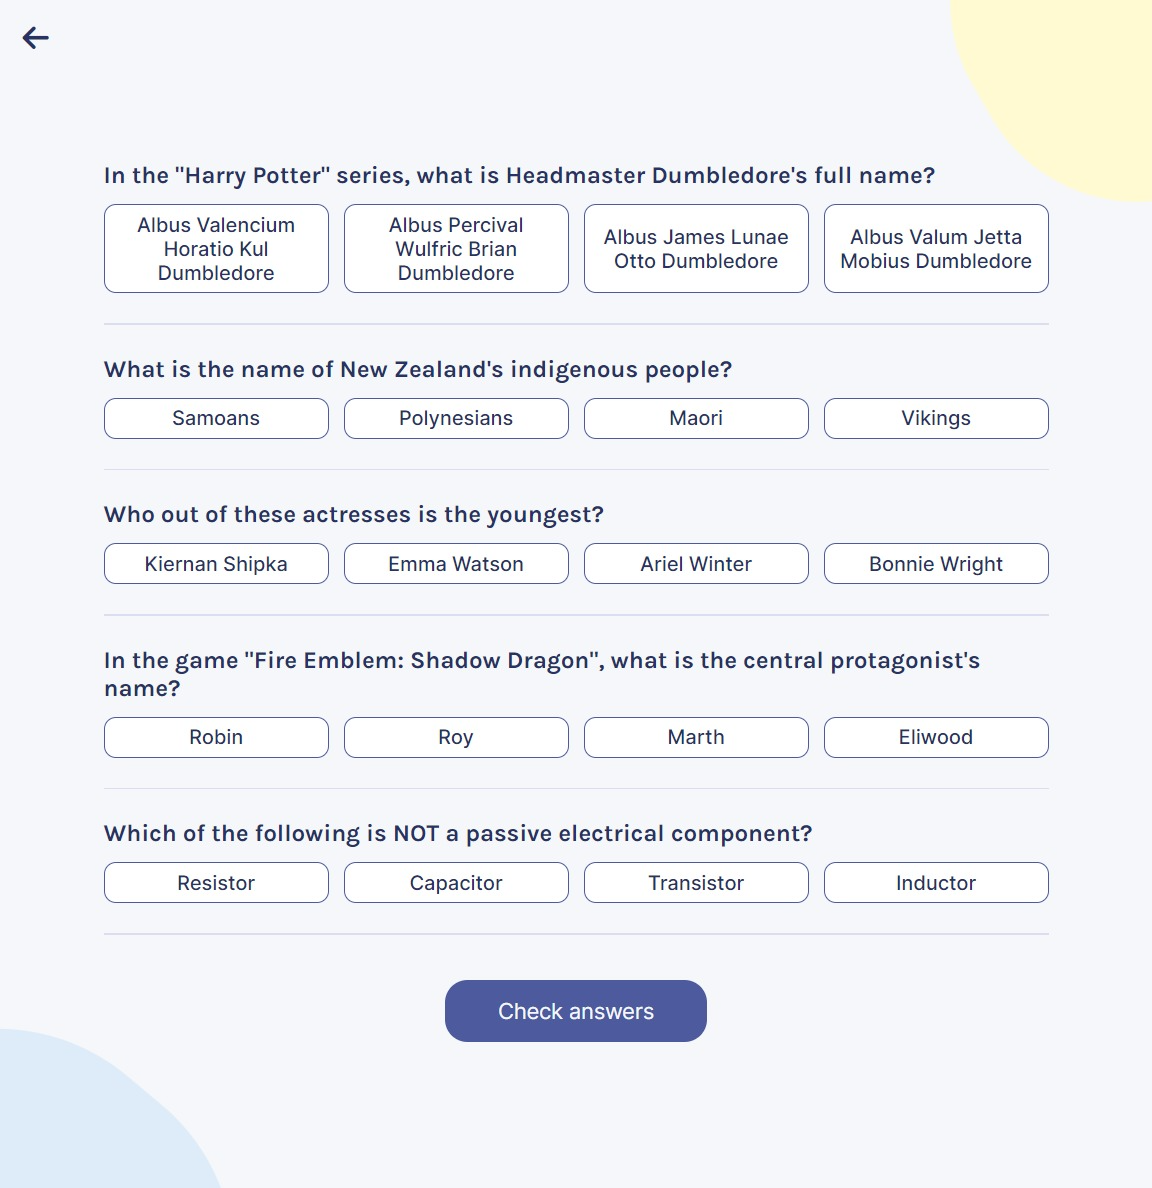 In the "Harry Potter" series, what is Headmaster Dumbledore's full name?
Albus Valencium
Horatio Kul
Dumbledore
Albus Percival
Wulfric Brian
Dumbledore
Albus James Lunae
Otto Dumbledore
Albus Valum Jetta
Mobius Dumbledore
What is the name of New Zealand's indigenous people?
Samoans
Polynesians
Maori
Vikings
Who out of these actresses is the youngest?
Kiernan Shipka
Emma Watson
Ariel Winter
Bonnie Wright
In the game "Fire Emblem: Shadow Dragon", what is the central protagonist's
name?
Robin
Roy
Marth
Eliwood
Which of the following is NOT a passive electrical component?
Resistor
Capacitor
Transistor
Inductor
Check answers